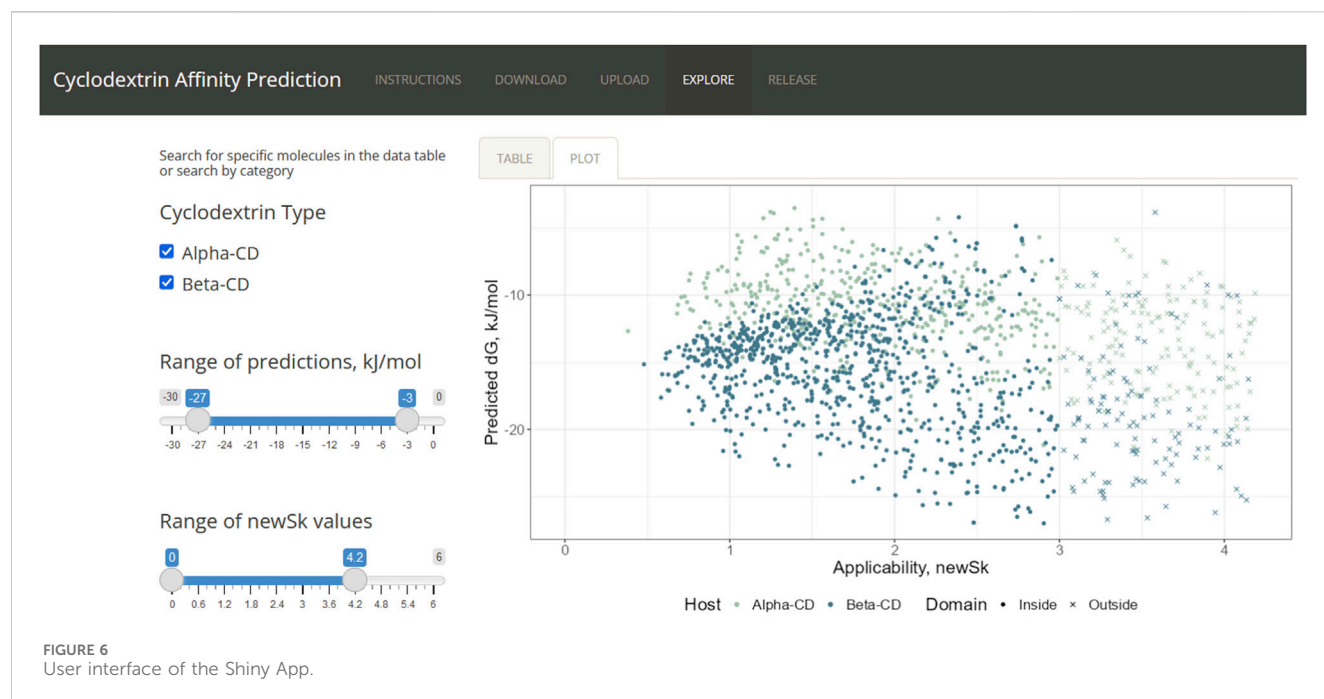 Cyclodextrin Affinity Prediction INSTRUCTIONS DOWNLOAD UPLOAD EXPLORE RELEASE
Search for specific molecules in the data table
or search by category
Cyclodextrin Type
Alpha-CD
Beta-CD
Range of predictions, kJ/mol
-30 -27 -3 0
-30 -27 -24 -21 -18 -15 -12 -9 -6 -3 0
Range of newSk values
0 4.2 6
0 0.6 1.2 1.8 2.4 3 3.6 4.2 4.8 5.4 6
TABLE PLOT
Predicted dG, kJ/mol
-10
-20
0 1 2 3 4
Applicability, newSk
Host Alpha-CD Beta-CD Domain Inside Outside
FIGURE 6
User interface of the Shiny App.